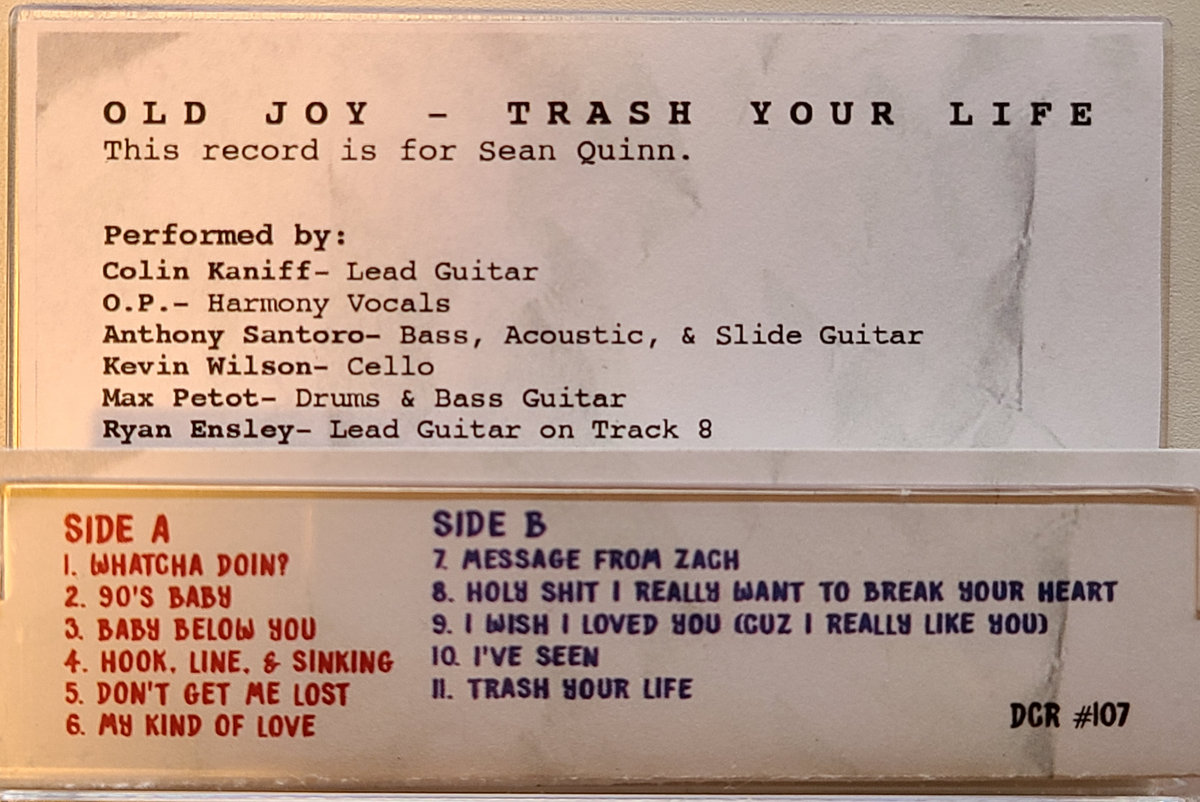 OLD JOY - TRASH YOUR LIFE
This record is for Sean Quinn.
Performed by:
Colin Kaniff- Lead Guitar
O.P.- Harmony Vocals
Anthony Santoro- Bass, Acoustic, & Slide Guitar
Kevin Wilson- Cello
Max Petot- Drums & Bass Guitar
Ryan Ensley- Lead Guitar on Track 8
SIDE A
1. WHATCHA DOIN?
2. 90'S BABY
3. BABY BELOW YOU
4. HOOK, LINE, & SINKING
5. DON'T GET ME LOST
6. MY KIND OF LOVE
SIDE B
7. MESSAGE FROM ZACH
8. HOLY SHIT I REALLY WANT TO BREAK YOUR HEART
9. I WISH I LOVED YOU (CUZ I REALLY LIKE YOU)
10. I'VE SEEN
11. TRASH YOUR LIFE
DCR #107